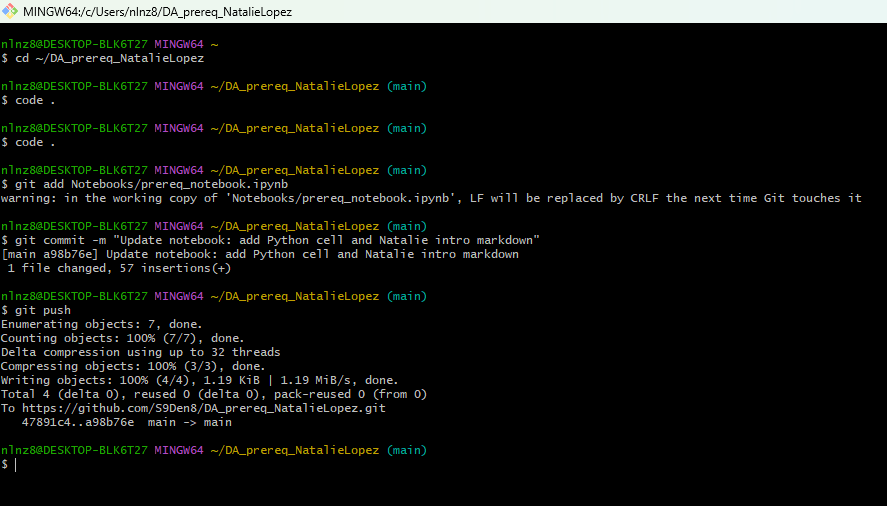 MINGW64:/c/Users/nlnz8/DA_prereq_NatalieLopez
nlnz8@DESKTOP-BLK6T27 MINGW64 ~
$ cd ~/DA_prereq_NatalieLopez
nlnz8@DESKTOP-BLK6T27 MINGW64 ~/DA_prereq_NatalieLopez (main)
$ code .
nlnz8@DESKTOP-BLK6T27 MINGW64 ~/DA_prereq_NatalieLopez (main)
$ code .
nlnz8@DESKTOP-BLK6T27 MINGW64 ~/DA_prereq_NatalieLopez (main)
$ git add Notebooks/prereq_notebook.ipynb
warning: in the working copy of 'Notebooks/prereq_notebook.ipynb', LF will be replaced by CRLF the next time Git touches it
nlnz8@DESKTOP-BLK6T27 MINGW64 ~/DA_prereq_NatalieLopez (main)
$ git commit -m "Update notebook: add Python cell and Natalie intro markdown"
[main a98b76e] Update notebook: add Python cell and Natalie intro markdown
 1 file changed, 57 insertions(+)
nlnz8@DESKTOP-BLK6T27 MINGW64 ~/DA_prereq_NatalieLopez (main)
$ git push
Enumerating objects: 7, done.
Counting objects: 100% (7/7), done.
Delta compression using up to 32 threads
Compressing objects: 100% (3/3), done.
Writing objects: 100% (4/4), 1.19 KiB | 1.19 MiB/s, done.
Total 4 (delta 0), reused 0 (delta 0), pack-reused 0 (from 0)
To https://github.com/S9Den8/DA_prereq_NatalieLopez.git
   47891c4..a98b76e  main -> main
nlnz8@DESKTOP-BLK6T27 MINGW64 ~/DA_prereq_NatalieLopez (main)
$